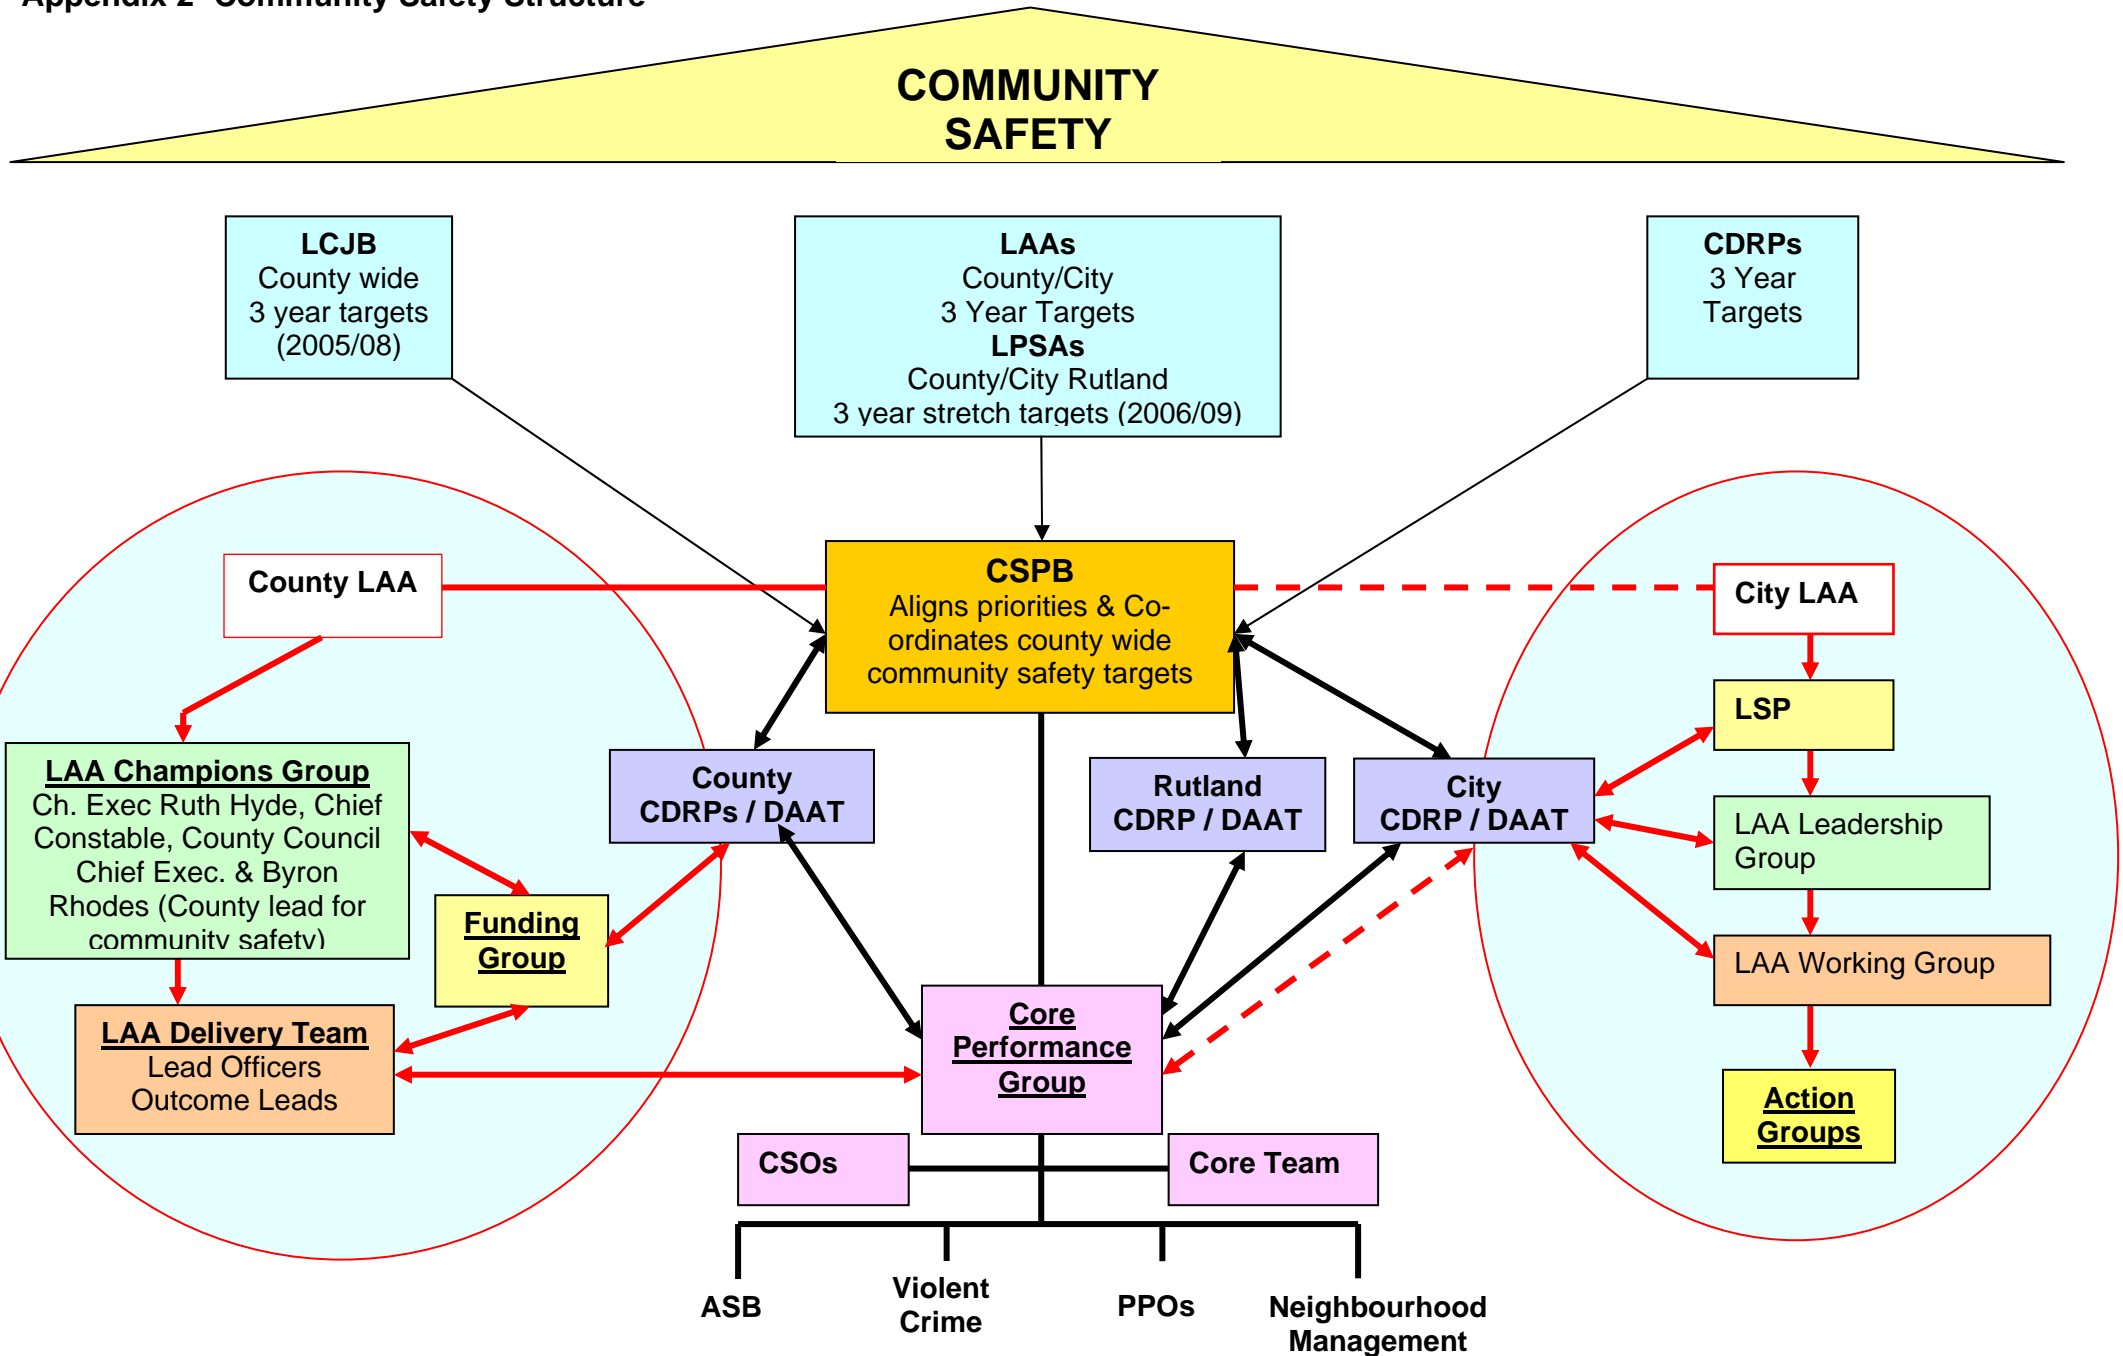 Appendix 2 Community Safety Structure
COMMUNITY
SAFETY
LCJB
County wide
3 year targets
(2005/08)
LAAs
County/City
3 Year Targets
LPSAs
County/City Rutland
3 year stretch targets (2006/09)
CDRPs
3 Year
Targets
County LAA
CSPB
Aligns priorities & Co-
ordinates county wide
community safety targets
City LAA
LSP
LAA Champions Group
Ch. Exec Ruth Hyde, Chief
Constable, County Council
Chief Exec. & Byron
Rhodes (County lead for
community safety)
County
CDRPs / DAAT
Rutland
CDRP / DAAT
City
CDRP / DAAT
LAA Leadership
Group
Funding
Group
LAA Working Group
LAA Delivery Team
Lead Officers
Outcome Leads
Core
Performance
Group
Action
Groups
CSOs
Core Team
ASB
Violent
Crime
PPOs
Neighbourhood
Management